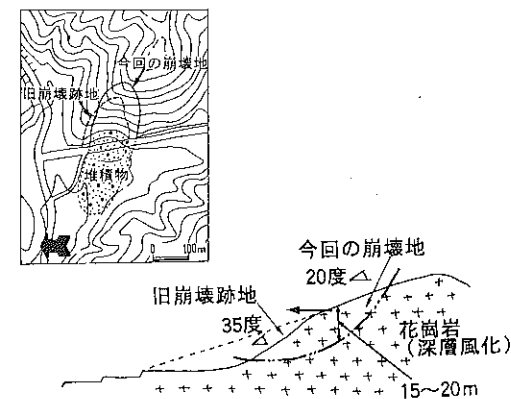 今回の崩壊地
旧崩壊跡地
堆積物
0 100m
今回の崩壊地
20度
旧崩壊跡地
35度
花崗岩
(深層風化)
15～20m